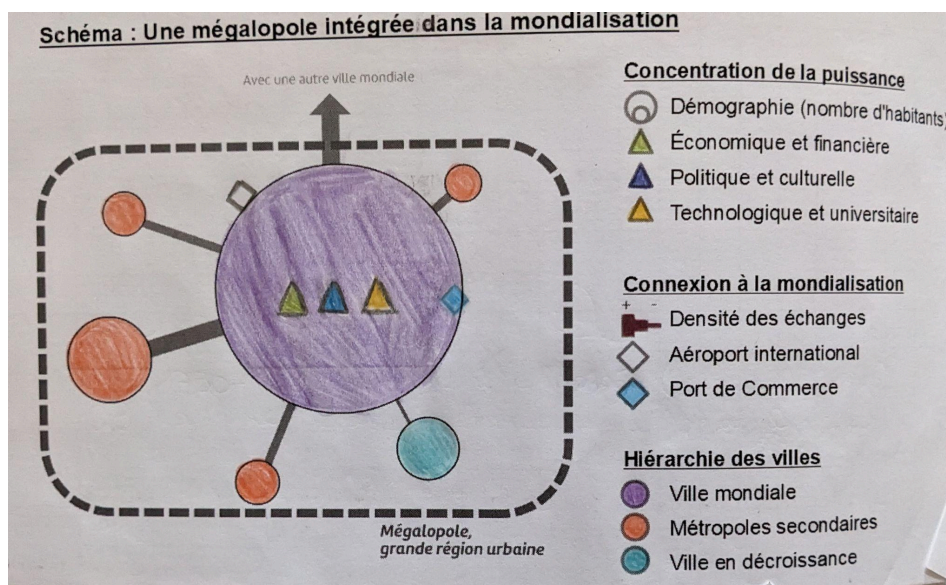 Schéma : Une mégalopole intégrée dans la mondialisation
Avec une autre ville mondiale
Mégalopole,
grande région urbaine
Concentration de la puissance
Démographie (nombre d'habitants)
Économique et financière
Politique et culturelle
Technologique et universitaire
Connexion à la mondialisation
+ -
Densité des échanges
Aéroport international
Port de Commerce
Hiérarchie des villes
Ville mondiale
Métropoles secondaires
Ville en décroissance